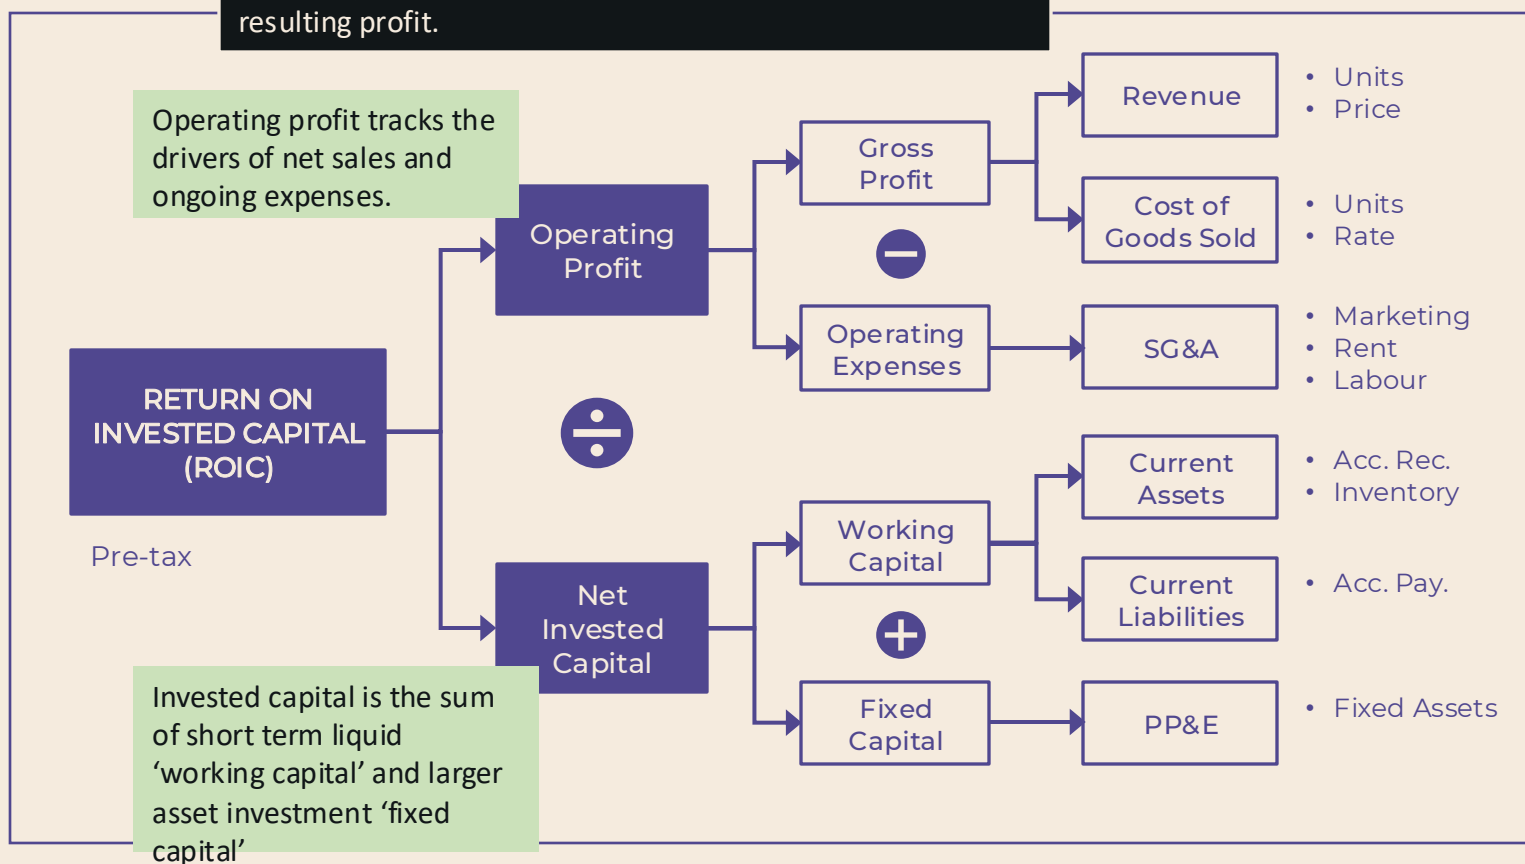 resulting profit.
Operating profit tracks the
drivers of net sales and
ongoing expenses.
Operating
Profit
Gross
Profit
Revenue
• Units
• Price
Cost of
Goods Sold
• Units
• Rate
−
Operating
Expenses
SG&A
• Marketing
• Rent
• Labour
RETURN ON
INVESTED CAPITAL
(ROIC)
Pre-tax
÷
Net
Invested
Capital
Working
Capital
Current
Assets
• Acc. Rec.
• Inventory
Current
Liabilities
• Acc. Pay.
+
Fixed
Capital
PP&E
• Fixed Assets
Invested capital is the sum
of short term liquid
‘working capital’ and larger
asset investment ‘fixed
capital’